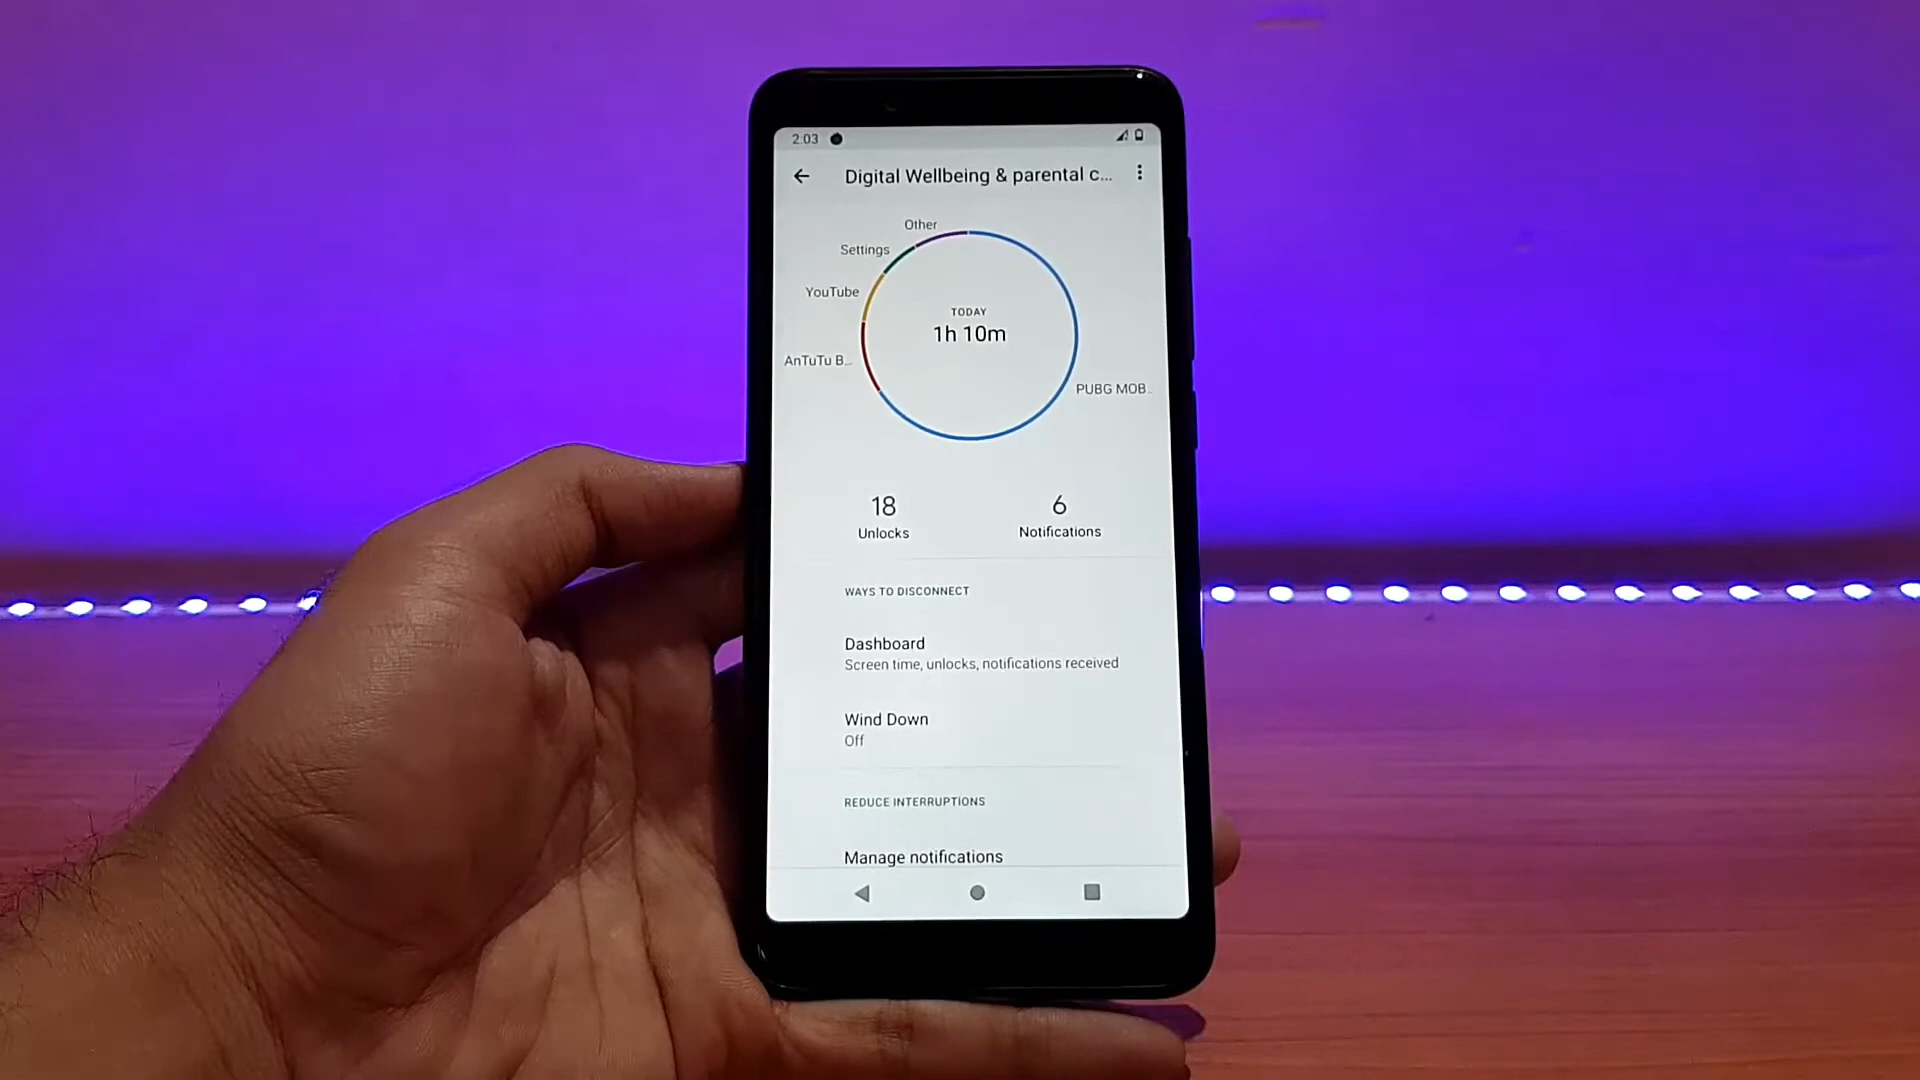 2:03
Digital Wellbeing & parental c...
Other
Settings
YouTube
AnTuTu B...
TODAY
1h 10m
PUBG MOB...
18
Unlocks
6
Notifications
WAYS TO DISCONNECT
Dashboard
Screen time, unlocks, notifications received
Wind Down
Off
REDUCE INTERRUPTIONS
Manage notifications